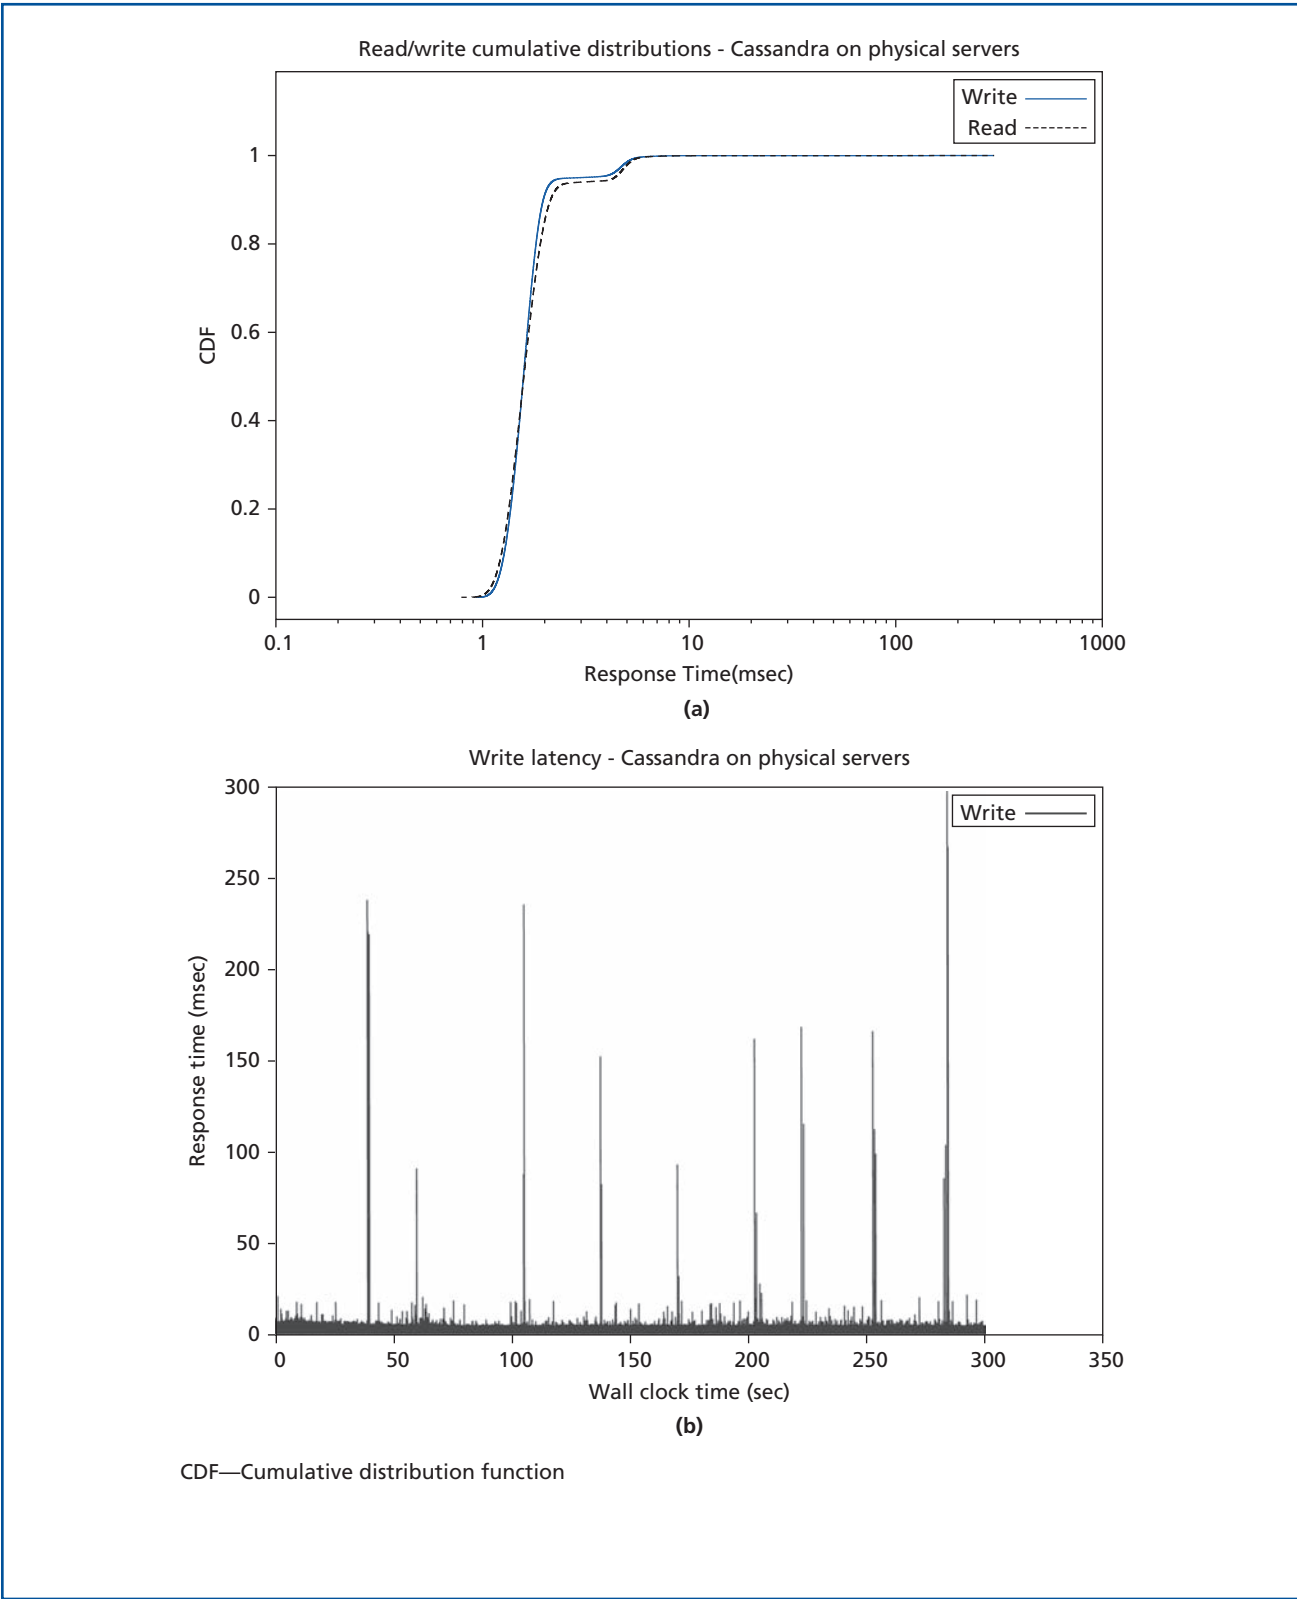 Read/write cumulative distributions - Cassandra on physical servers
Write
Read
1
0.8
0.6
0.4
0.2
0
CDF
0.1 1 10 100 1000
Response Time(msec)
(a)
Write latency - Cassandra on physical servers
Write
300
250
200
150
100
50
0
Response time (msec)
0 50 100 150 200 250 300 350
Wall clock time (sec)
(b)
CDF—Cumulative distribution function